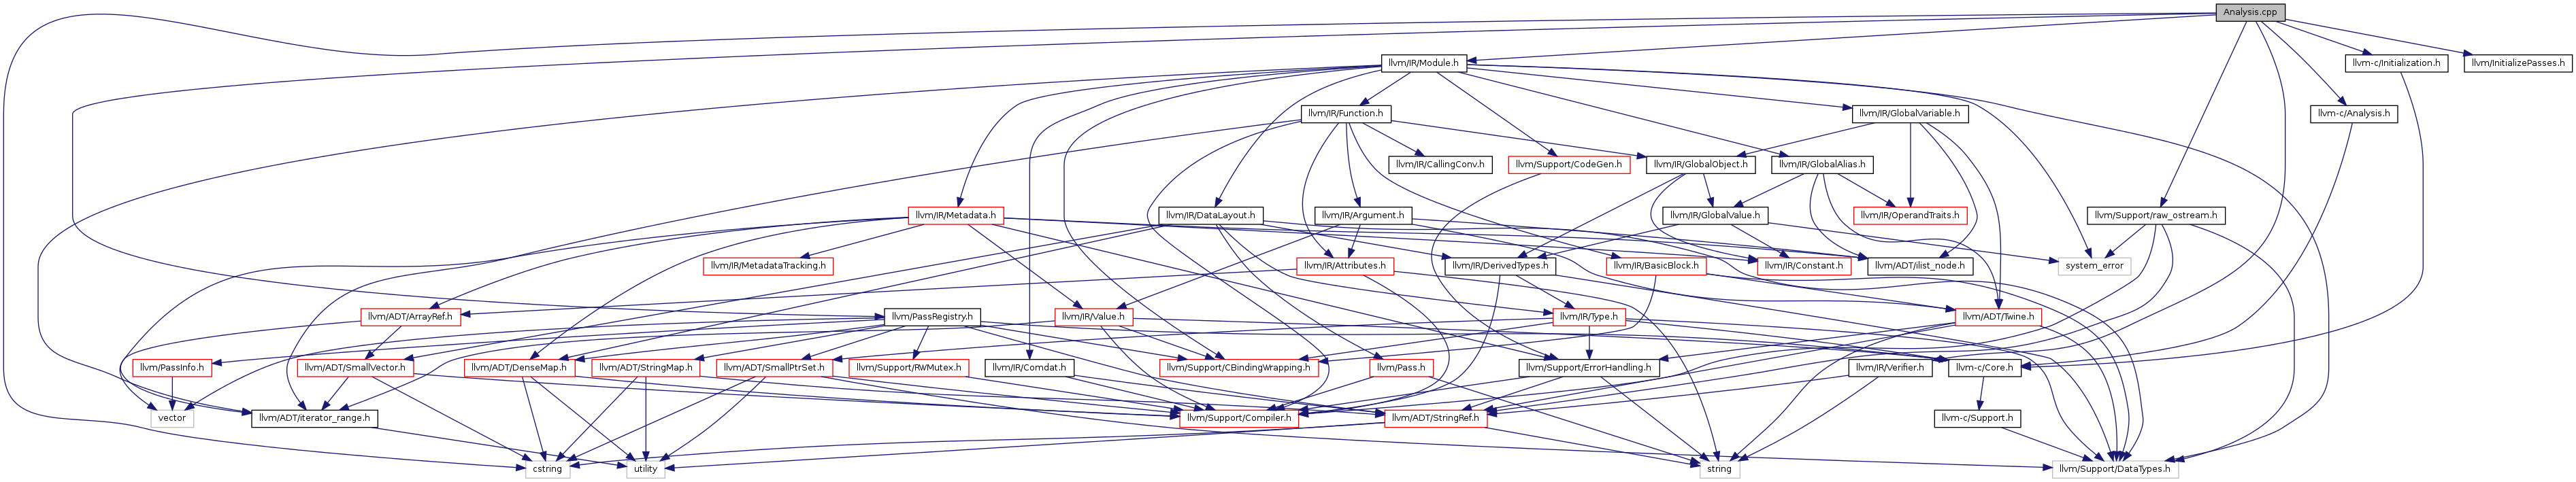 Analysis.cpp
llvm/IR/Module.h
llvm-c/Initialization.h
llvm/InitializePasses.h
llvm/IR/Function.h
llvm/IR/GlobalVariable.h
llvm-c/Analysis.h
llvm/IR/CallingConv.h
llvm/Support/CodeGen.h
llvm/IR/GlobalObject.h
llvm/IR/GlobalAlias.h
llvm/IR/Metadata.h
llvm/IR/DataLayout.h
llvm/IR/Argument.h
llvm/IR/GlobalValue.h
llvm/IR/OperandTraits.h
llvm/Support/raw_ostream.h
llvm/IR/MetadataTracking.h
llvm/IR/Attributes.h
llvm/IR/DerivedTypes.h
llvm/IR/BasicBlock.h
llvm/IR/Constant.h
llvm/ADT/ilist_node.h
system_error
llvm/ADT/ArrayRef.h
llvm/PassRegistry.h
llvm/IR/Value.h
llvm/IR/Type.h
llvm/ADT/Twine.h
llvm/PassInfo.h
llvm/ADT/SmallVector.h
llvm/ADT/DenseMap.h
llvm/ADT/StringMap.h
llvm/ADT/SmallPtrSet.h
llvm/Support/RWMutex.h
llvm/IR/Comdat.h
llvm/Support/CBindingWrapping.h
llvm/Pass.h
llvm/Support/ErrorHandling.h
llvm/IR/Verifier.h
llvm-c/Core.h
vector
llvm/ADT/iterator_range.h
llvm/Support/Compiler.h
llvm/ADT/StringRef.h
llvm-c/Support.h
cstring
utility
string
llvm/Support/DataTypes.h